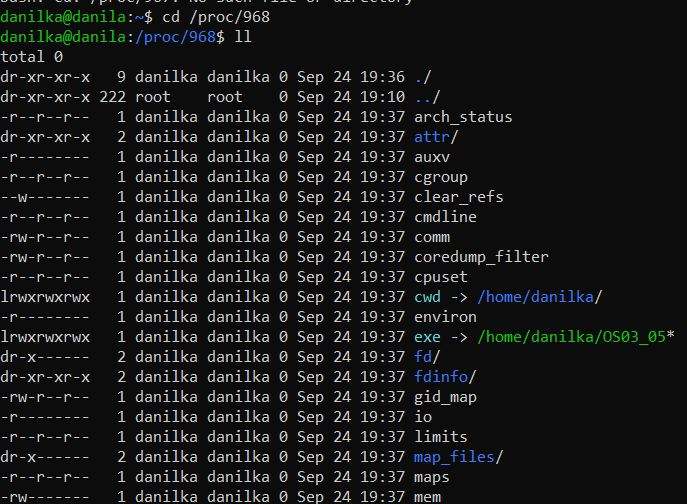 danilka@danila:~$ cd /proc/968
danilka@danila:/proc/968$ ll
total 0
dr-xr-xr-x   9 danilka danilka 0 Sep 24 19:36 ./
dr-xr-xr-x 222 root    root    0 Sep 24 19:10 ../
-r--r--r--   1 danilka danilka 0 Sep 24 19:37 arch_status
dr-xr-xr-x   2 danilka danilka 0 Sep 24 19:37 attr/
-r--------   1 danilka danilka 0 Sep 24 19:37 auxv
-r--r--r--   1 danilka danilka 0 Sep 24 19:37 cgroup
--w-------   1 danilka danilka 0 Sep 24 19:37 clear_refs
-r--r--r--   1 danilka danilka 0 Sep 24 19:37 cmdline
-rw-r--r--   1 danilka danilka 0 Sep 24 19:37 comm
-rw-r--r--   1 danilka danilka 0 Sep 24 19:37 coredump_filter
-r--r--r--   1 danilka danilka 0 Sep 24 19:37 cpuset
lrwxrwxrwx   1 danilka danilka 0 Sep 24 19:37 cwd -> /home/danilka/
-r--------   1 danilka danilka 0 Sep 24 19:37 environ
lrwxrwxrwx   1 danilka danilka 0 Sep 24 19:37 exe -> /home/danilka/OS03_05*
dr-x------   2 danilka danilka 0 Sep 24 19:37 fd/
dr-xr-xr-x   2 danilka danilka 0 Sep 24 19:37 fdinfo/
-rw-r--r--   1 danilka danilka 0 Sep 24 19:37 gid_map
-r--------   1 danilka danilka 0 Sep 24 19:37 io
-r--r--r--   1 danilka danilka 0 Sep 24 19:37 limits
dr-x------   2 danilka danilka 0 Sep 24 19:37 map_files/
-r--r--r--   1 danilka danilka 0 Sep 24 19:37 maps
-rw-------   1 danilka danilka 0 Sep 24 19:37 mem